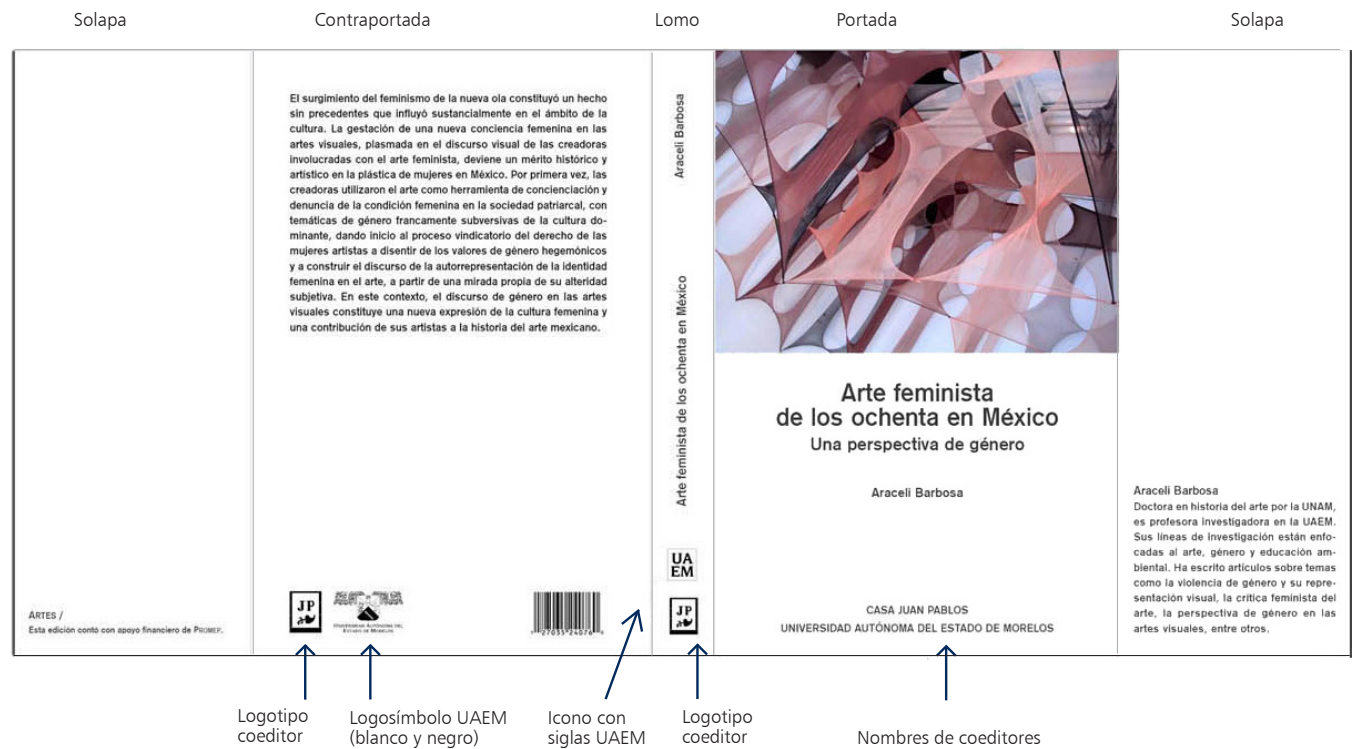 Solapa
Contraportada
Lomo
Portada
Solapa
ARTES /
Esta edición contó con apoyo financiero de PROMEP.
El surgimiento del feminismo de la nueva ola constituyó un hecho
sin precedentes que influyó sustancialmente en el ámbito de la
cultura. La gestación de una nueva conciencia femenina en las
artes visuales, plasmada en el discurso visual de las creadoras
involucradas con el arte feminista, deviene un mérito histórico y
artístico en la plástica de mujeres en México. Por primera vez, las
creadoras utilizaron el arte como herramienta de concienciación y
denuncia de la condición femenina en la sociedad patriarcal, con
temáticas de género francamente subversivas de la cultura do-
minante, dando inicio al proceso vindicatorio del derecho de las
mujeres artistas a disentir de los valores de género hegemónicos
y a construir el discurso de la autorrepresentación de la identidad
femenina en el arte, a partir de una mirada propia de su alteridad
subjetiva. En este contexto, el discurso de género en las artes
visuales constituye una nueva expresión de la cultura femenina y
una contribución de sus artistas a la historia del arte mexicano.
JP
UNIVERSIDAD AUTÓNOMA DEL
ESTADO DE MORELOS
Araceli Barbosa
Arte feminista de los ochenta en México
UA
EM
JP
Arte feminista
de los ochenta en México
Una perspectiva de género
Araceli Barbosa
CASA JUAN PABLOS
UNIVERSIDAD AUTÓNOMA DEL ESTADO DE MORELOS
Araceli Barbosa
Doctora en historia del arte por la UNAM,
es profesora investigadora en la UAEM.
Sus líneas de investigación están enfo-
cadas al arte, género y educación am-
biental. Ha escrito artículos sobre temas
como la violencia de género y su repre-
sentación visual, la crítica feminista del
arte, la perspectiva de género en las
artes visuales, entre otros.
Logotipo
coeditor
Logosímbolo UAEM
(blanco y negro)
Icono con
siglas UAEM
Logotipo
coeditor
Nombres de coeditores